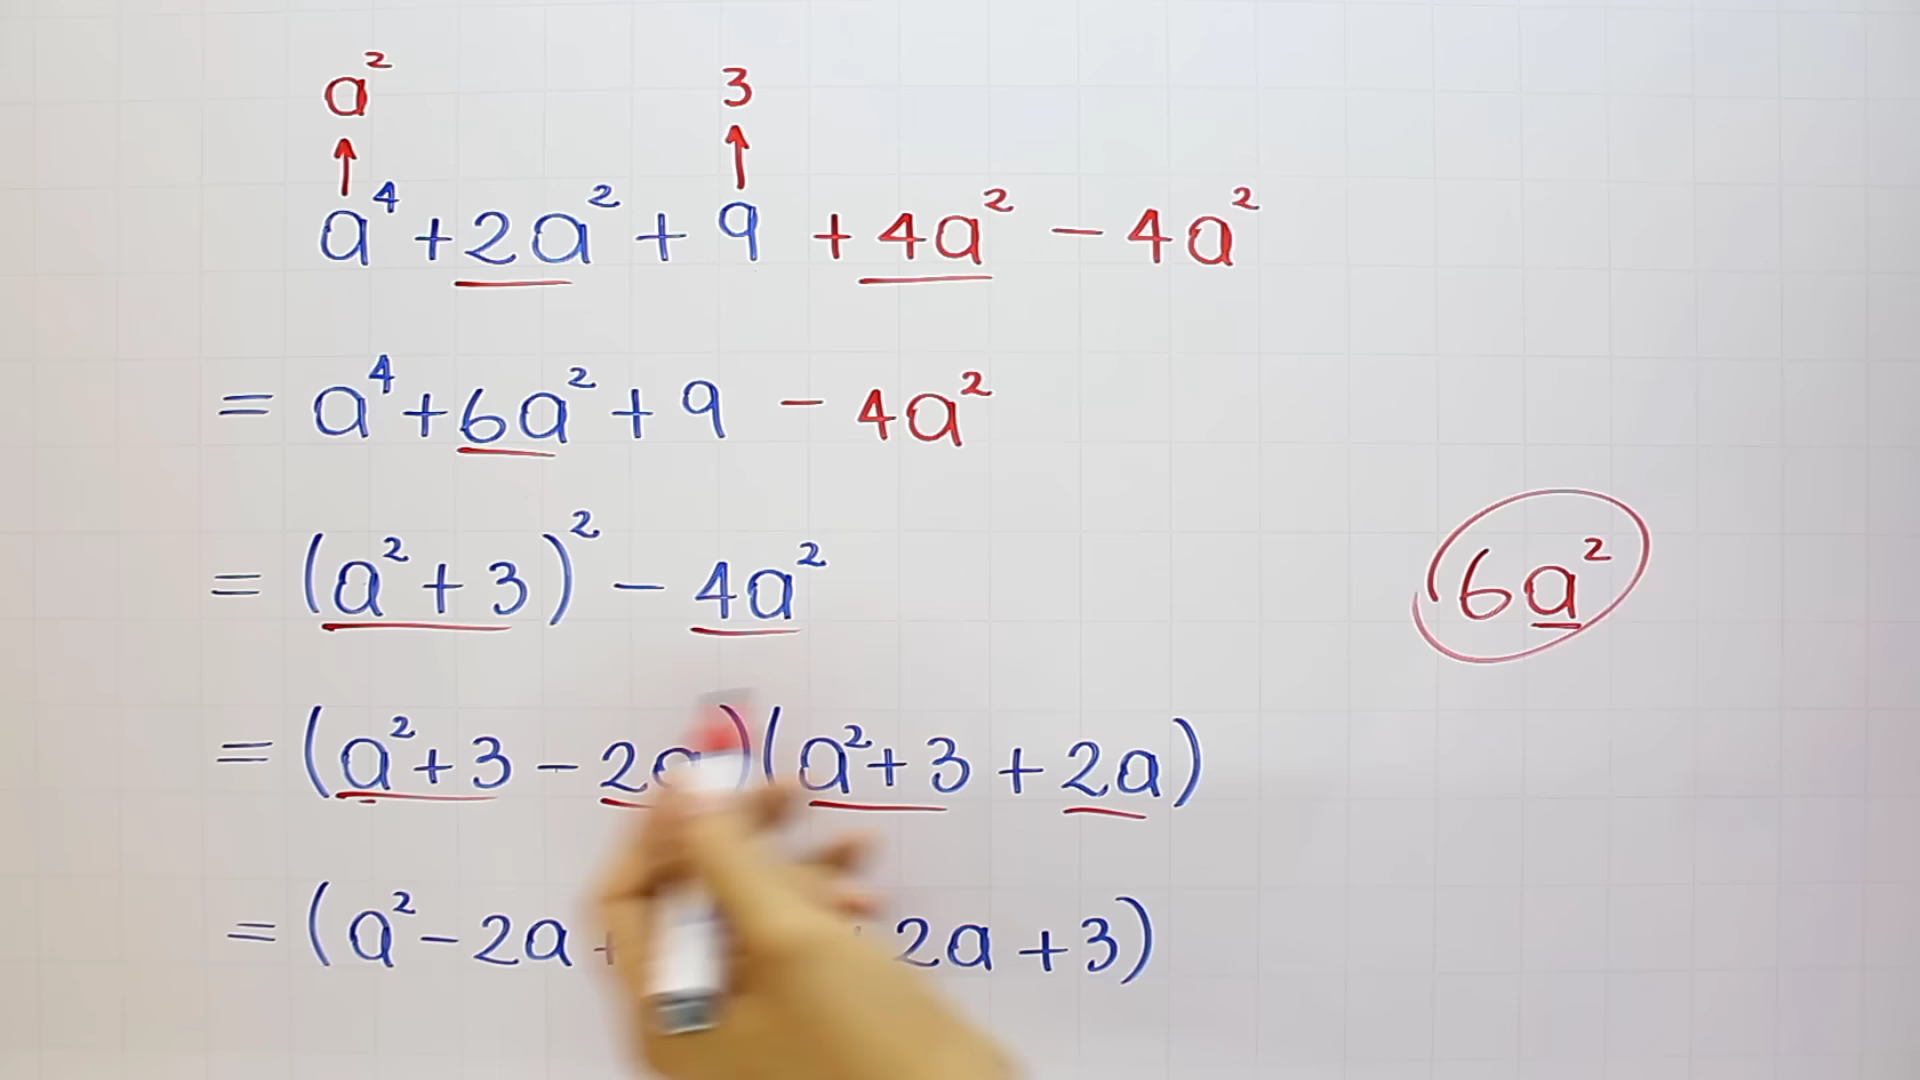 a² 3
a⁴ + 2a² + 9 + 4a² − 4a²
= a⁴ + 6a² + 9 − 4a²
= (a² + 3)² − 4a²
6a²
= (a² + 3 − 2a)(a² + 3 + 2a)
= (a² − 2a + 2a + 3)